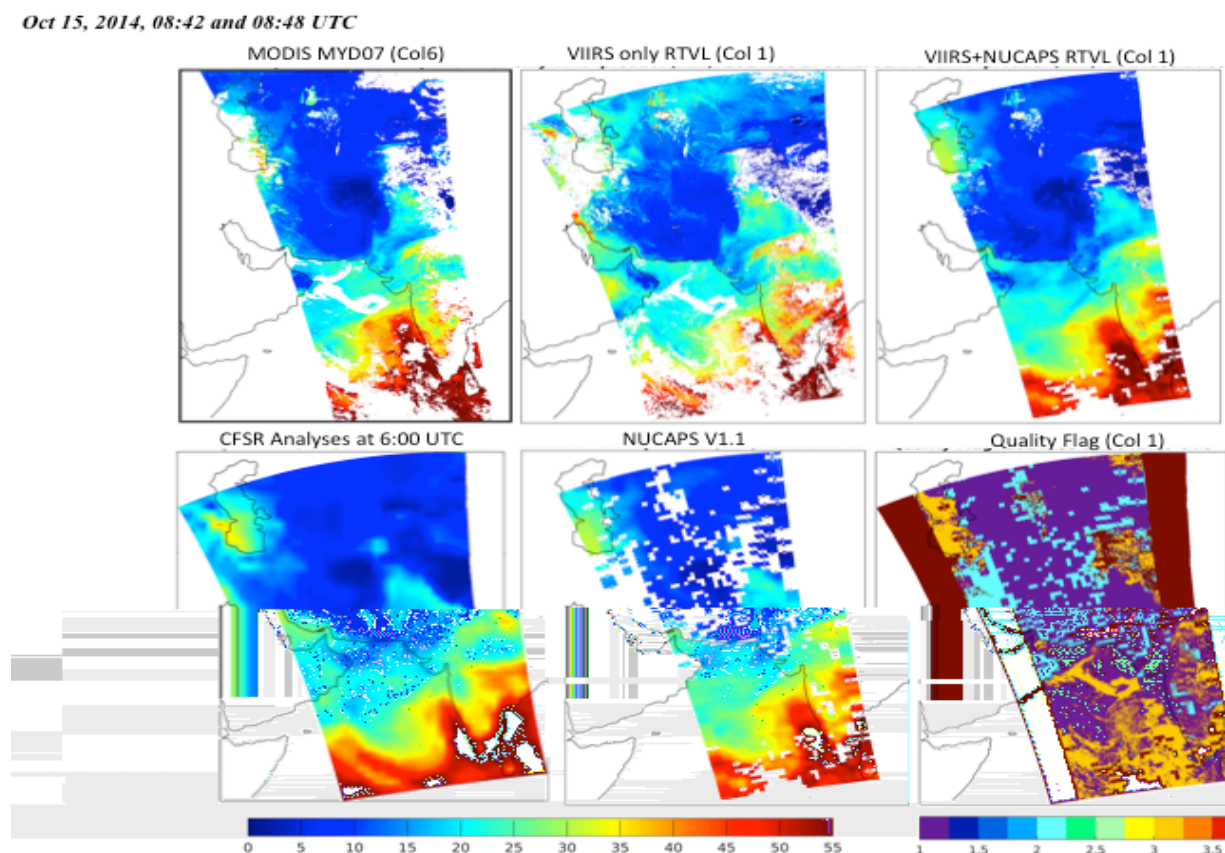 Oct 15, 2014, 08:42 and 08:48 UTC
MODIS MYD07 (Col6) VIIRS only RTVL (Col 1) VIIRS+NUCAPS RTVL (Col 1)
CFSR Analyses at 6:00 UTC NUCAPS V1.1 Quality Flag (Col 1)
0 5 10 15 20 25 30 35 40 45 50 55 1 1.5 2 2.5 3 3.5